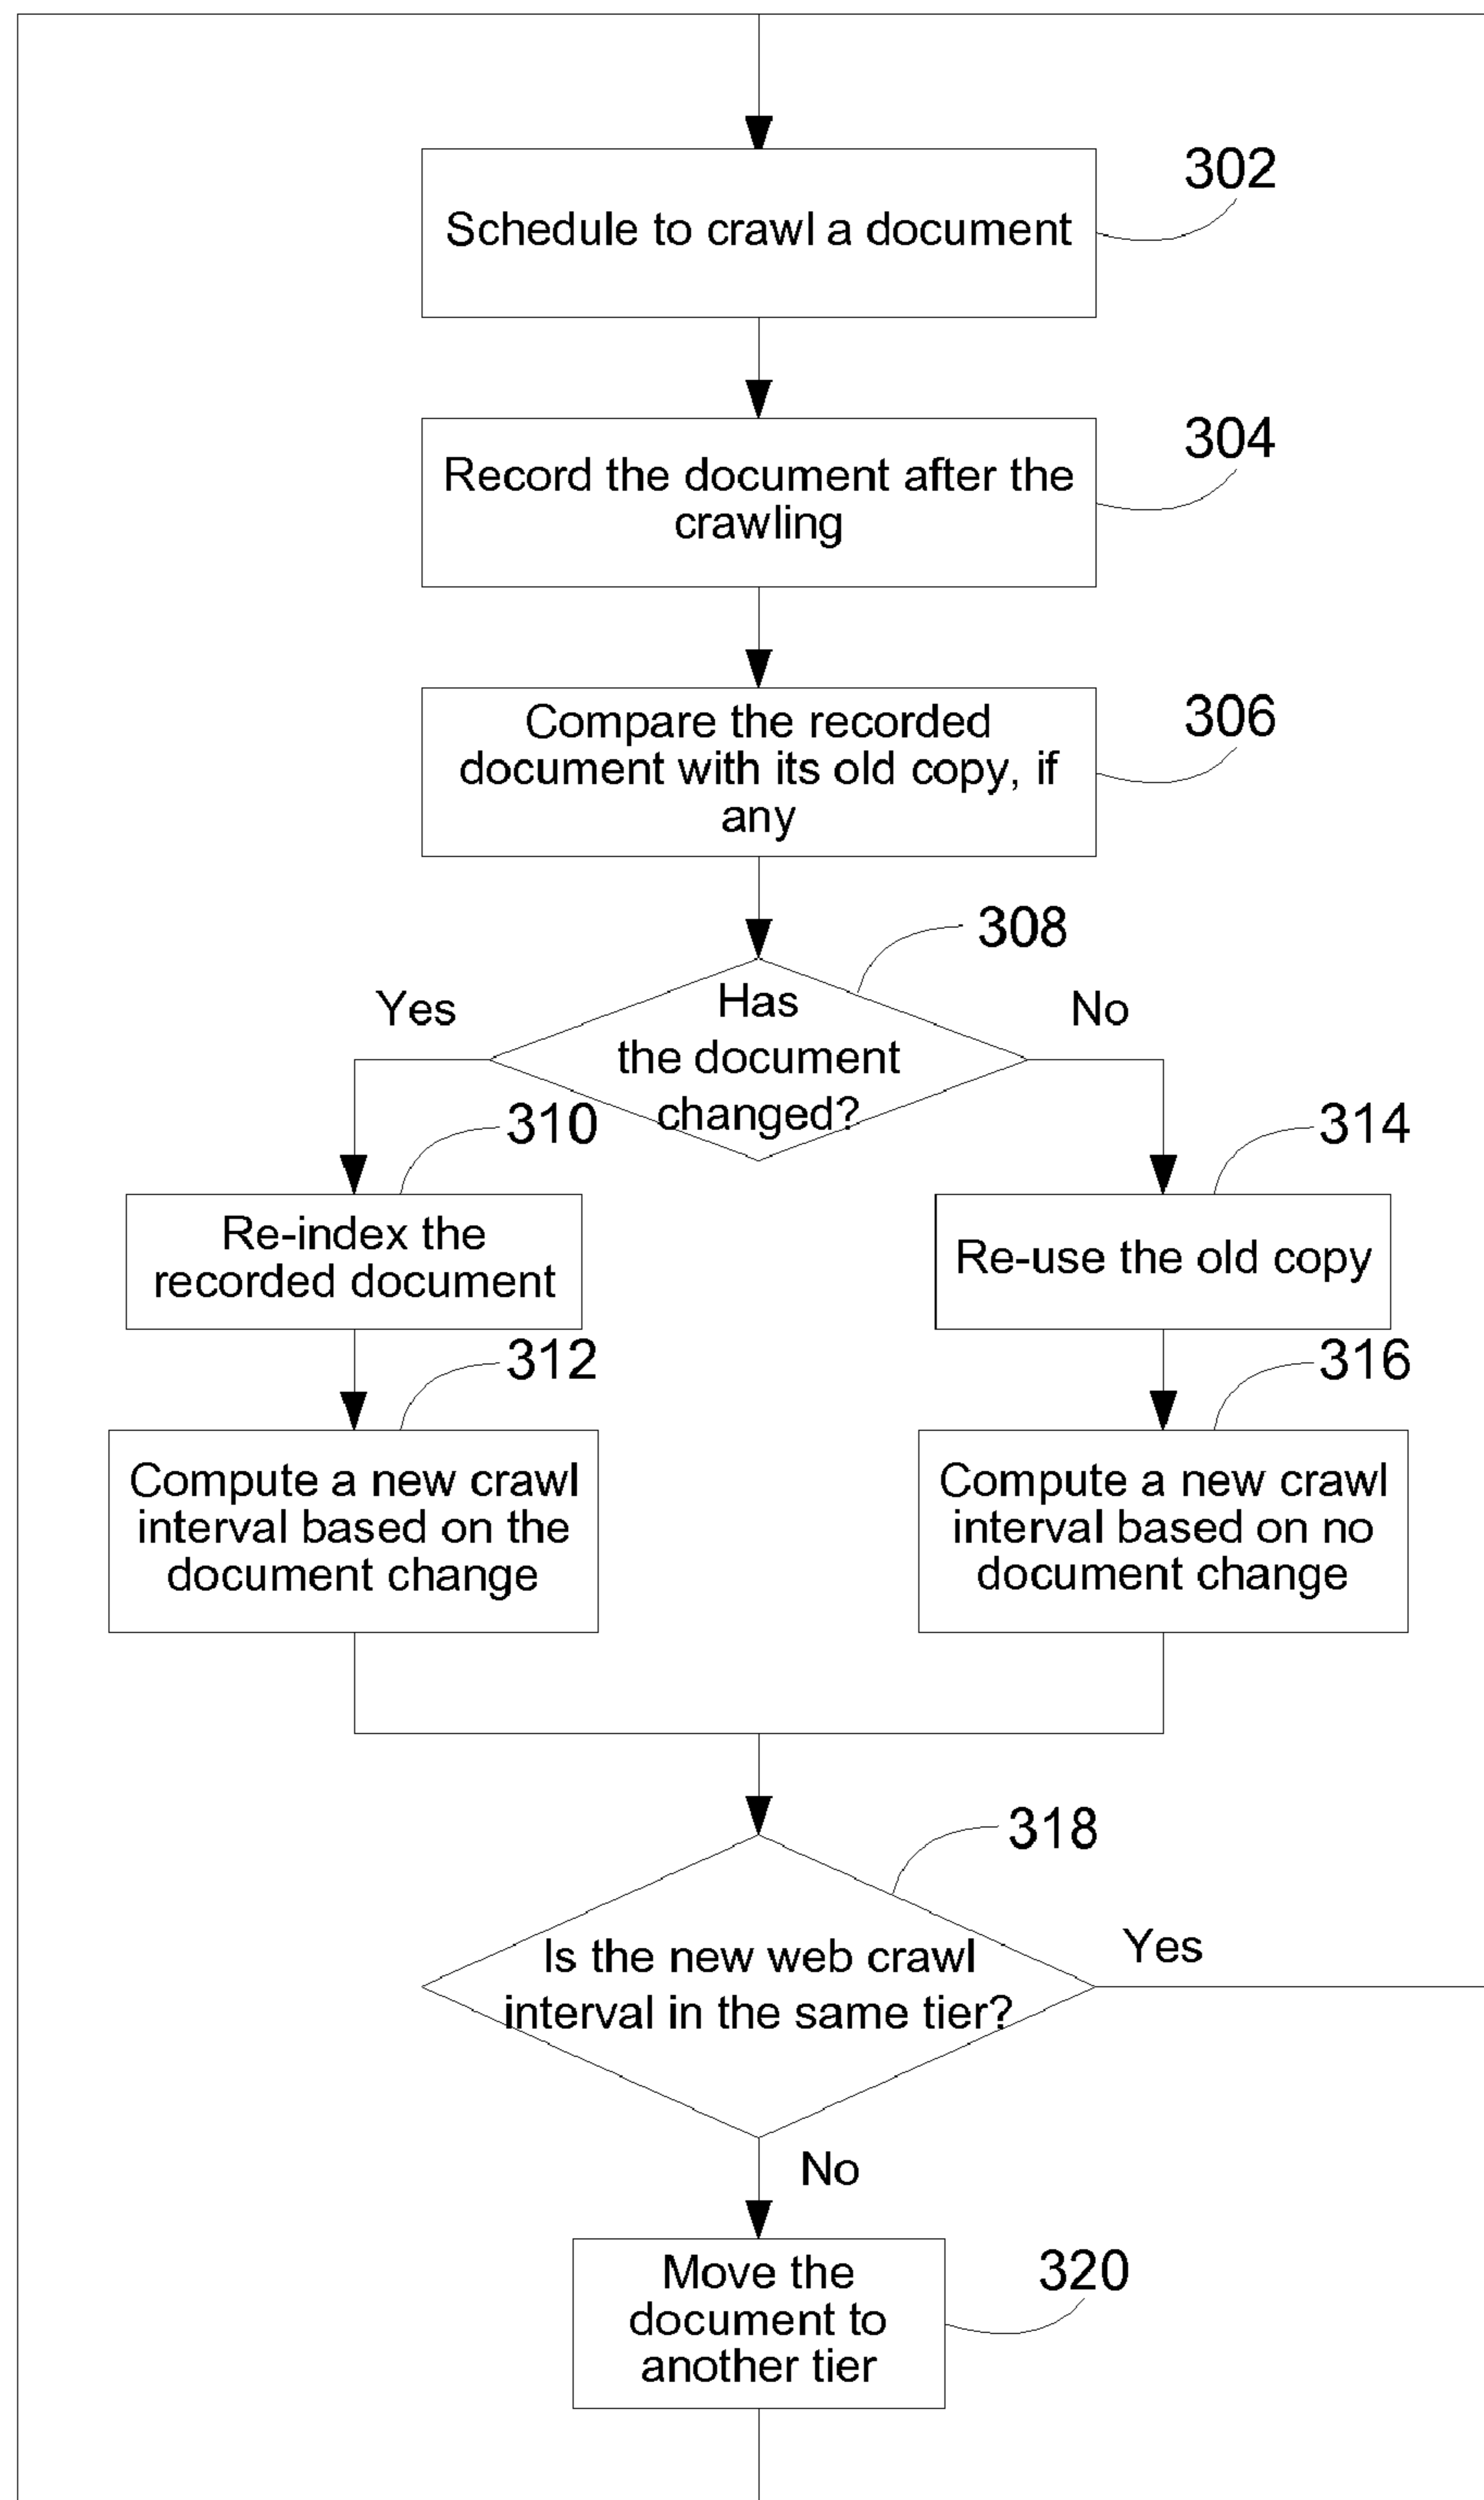 302
Schedule to crawl a document
304
Record the document after the
crawling
306
Compare the recorded
document with its old copy, if
any
308
Yes
No
Has
the document
changed?
310
314
Re-index the
recorded document
Re-use the old copy
312
316
Compute a new crawl
interval based on the
document change
Compute a new crawl
interval based on no
document change
318
Is the new web crawl
interval in the same tier?
Yes
No
320
Move the
document to
another tier